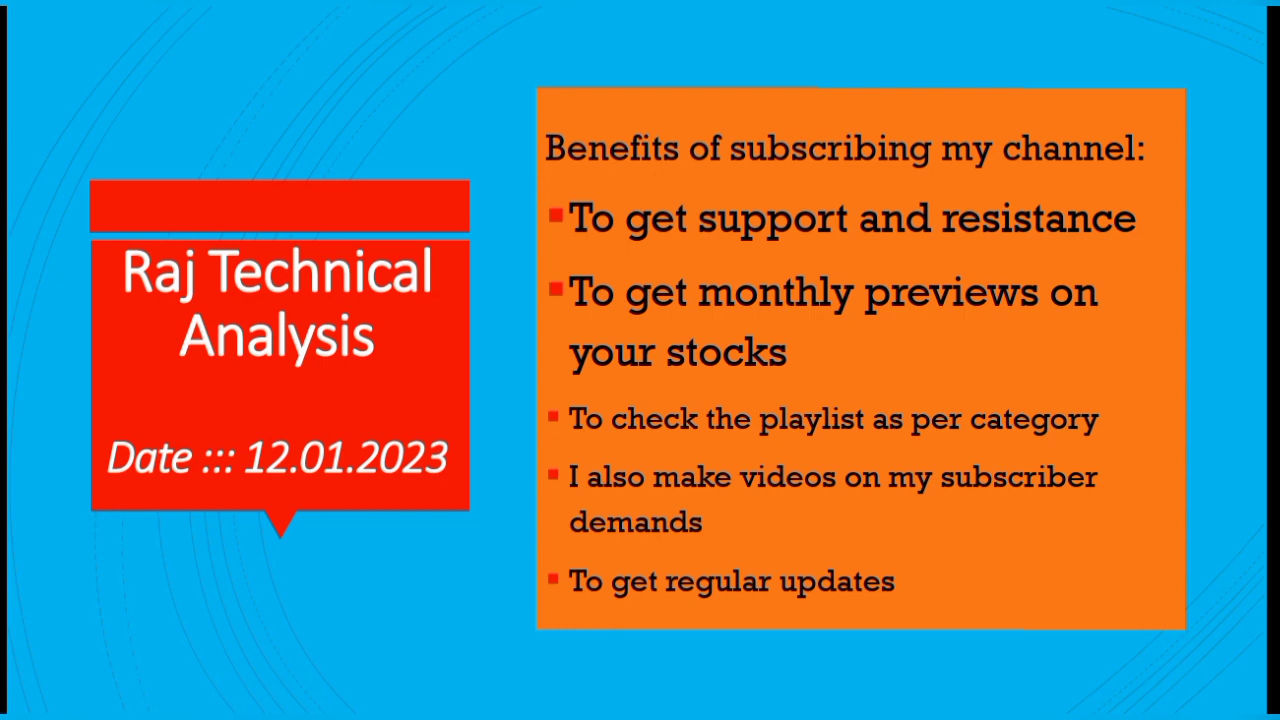 Raj Technical
Analysis
Date ::: 12.01.2023
Benefits of subscribing my channel:
▪To get support and resistance
▪To get monthly previews on
your stocks
▪ To check the playlist as per category
▪ I also make videos on my subscriber
demands
▪ To get regular updates